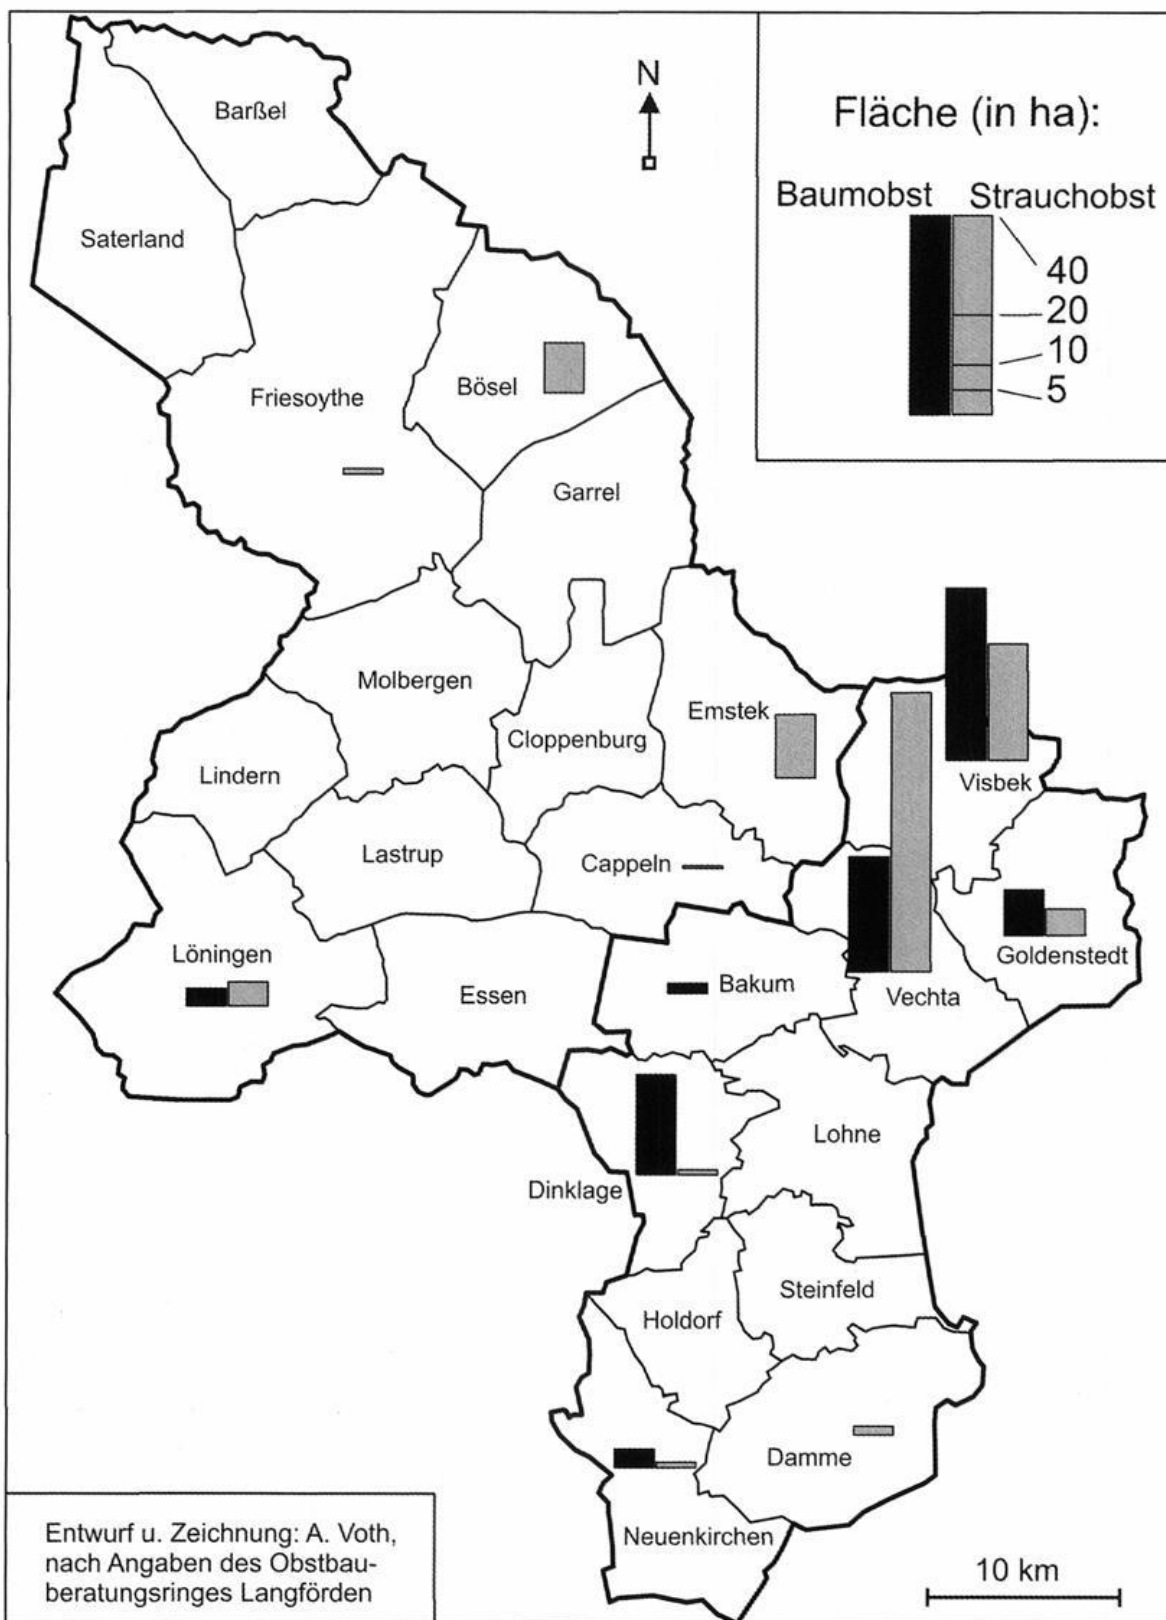 N
Fläche (in ha):
Baumobst Strauchobst
40
20
10
5
Barßel
Saterland
Friesoythe
Bösel
Garrel
Molbergen
Cloppenburg
Emstek
Visbek
Lindern
Lastrup
Cappeln
Löningen
Essen
Bakum
Vechta
Goldenstedt
Lohne
Dinklage
Steinfeld
Holdorf
Damme
Neuenkirchen
Entwurf u. Zeichnung: A. Voth,
nach Angaben des Obstbau-
beratungsringes Langförden
10 km